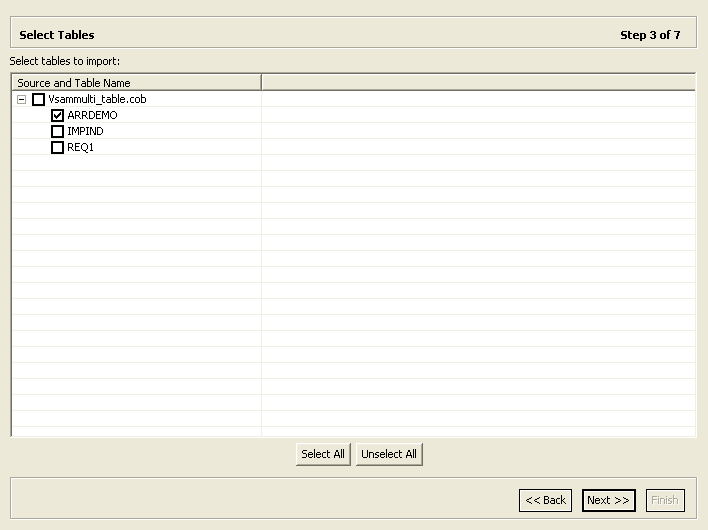 Select Tables Step 3 of 7
Select tables to import:
Source and Table Name
Vsammulti_table.cob
ARRDEMO
IMPIND
REQ1
Select All Unselect All
<< Back Next >> Finish